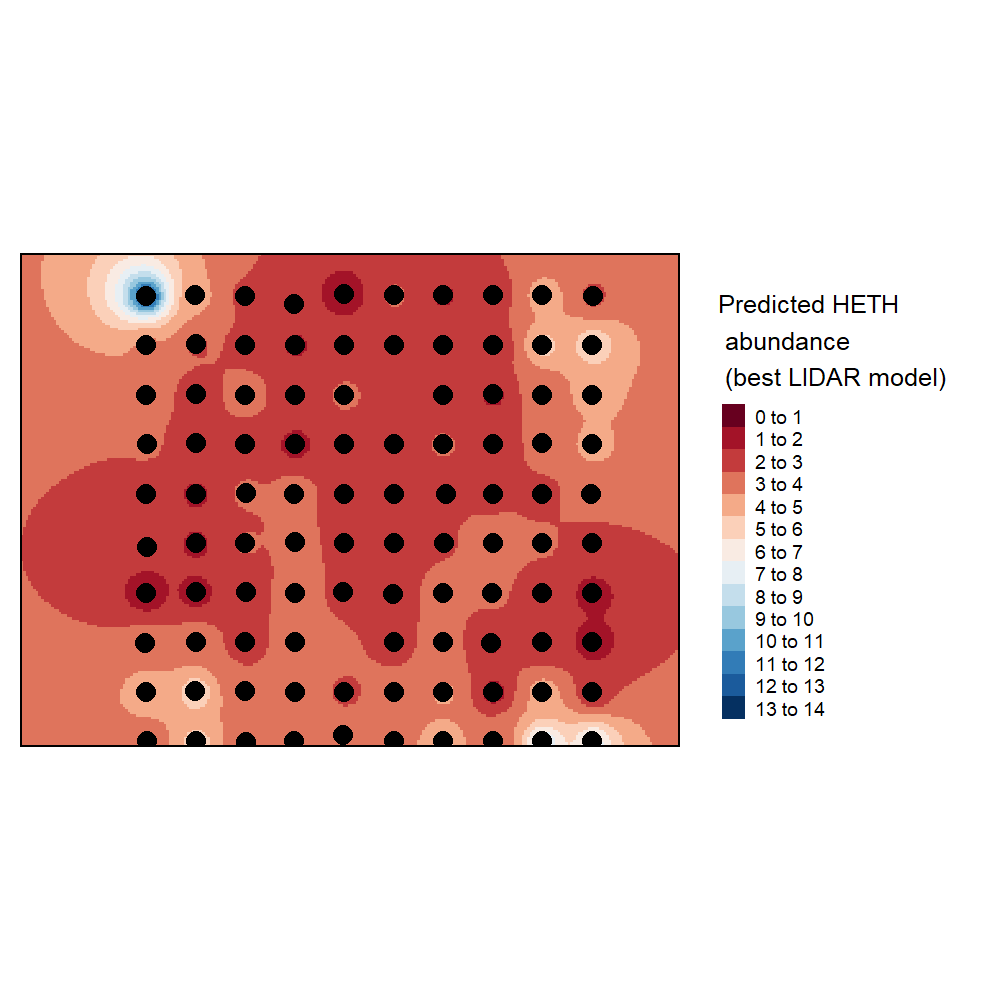 Predicted HETH
abundance
(best LIDAR model)
0 to 1
1 to 2
2 to 3
3 to 4
4 to 5
5 to 6
6 to 7
7 to 8
8 to 9
9 to 10
10 to 11
11 to 12
12 to 13
13 to 14